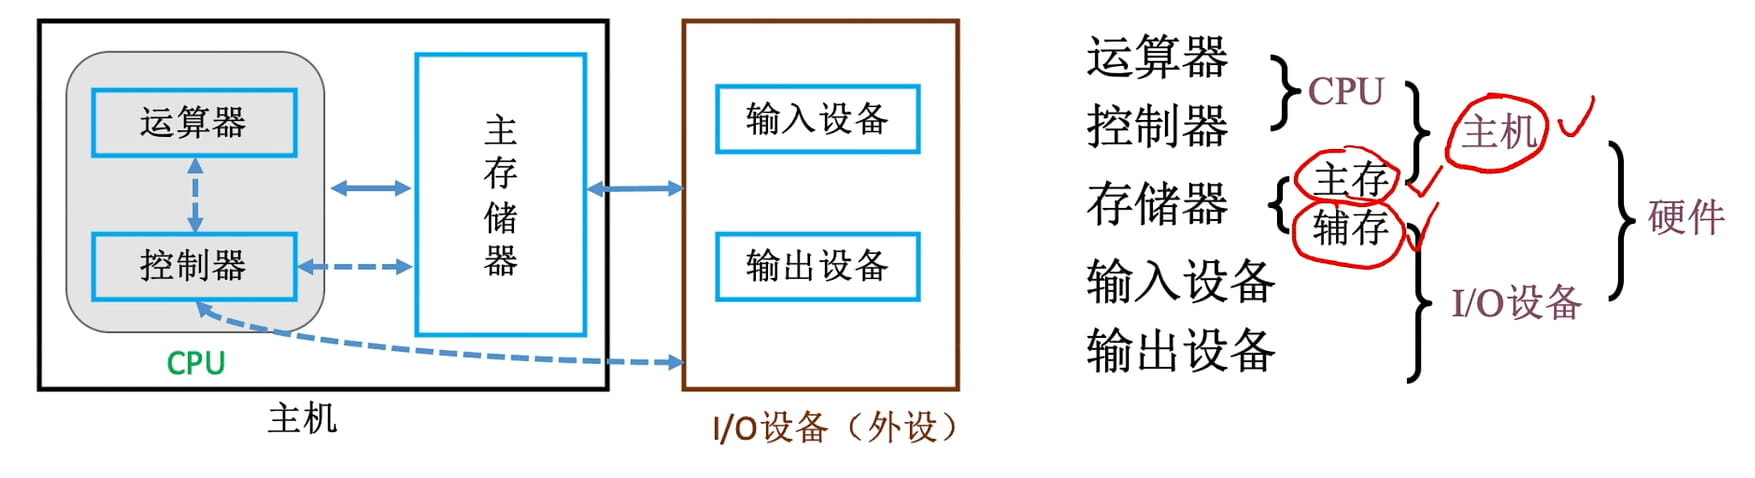 运算器
控制器
CPU
主存储器
主机
输入设备
输出设备
I/O设备（外设）
运算器
控制器
CPU
存储器
主存
辅存
主机
输入设备
输出设备
I/O设备
硬件